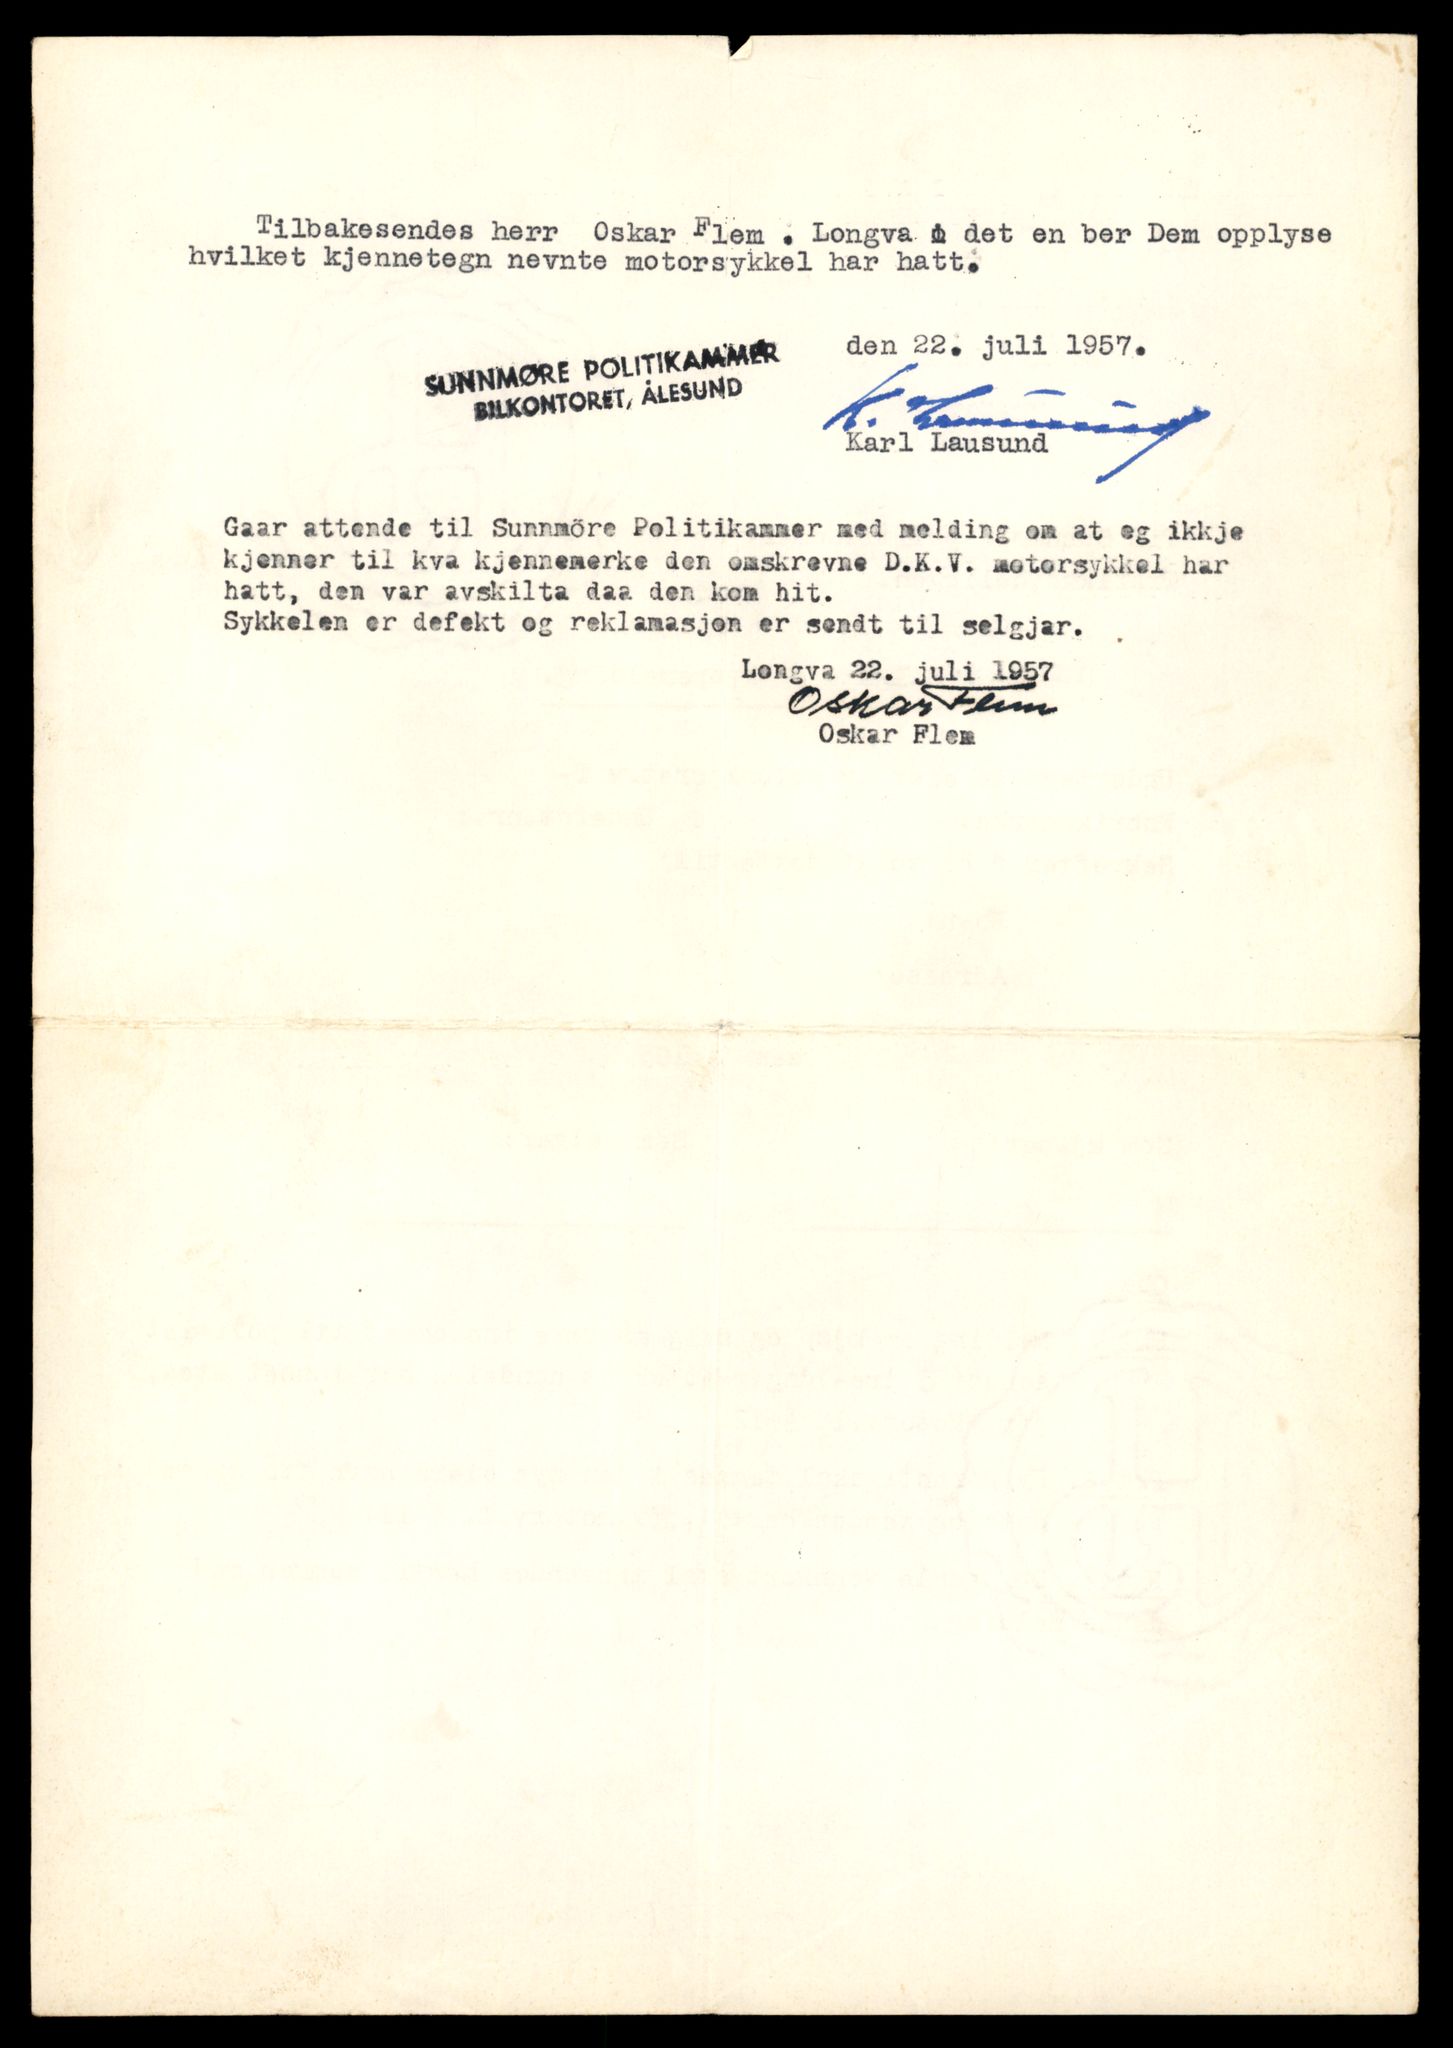 Tilbakesendes herr Oskar Flem . Longva i det en ber Dem opplyse
hvilket kjennetegn nevnte motorsykkel har hatt.
den 22. juli 1957.
SUNNMØRE POLITIKAMMER
BILKONTORET, ÅLESUND
K. Lausund
Karl Lausund
Gaar attende til Sunnmöre Politikammer med melding om at eg ikkje
kjenner til kva kjennemerke den omskrevne D.K.V. motorsykkel har
hatt, den var avskilta daa den kom hit.
Sykkelen er defekt og reklamasjon er sendt til selgjar.
Longva 22. juli 1957
Oskar Flem
Oskar Flem